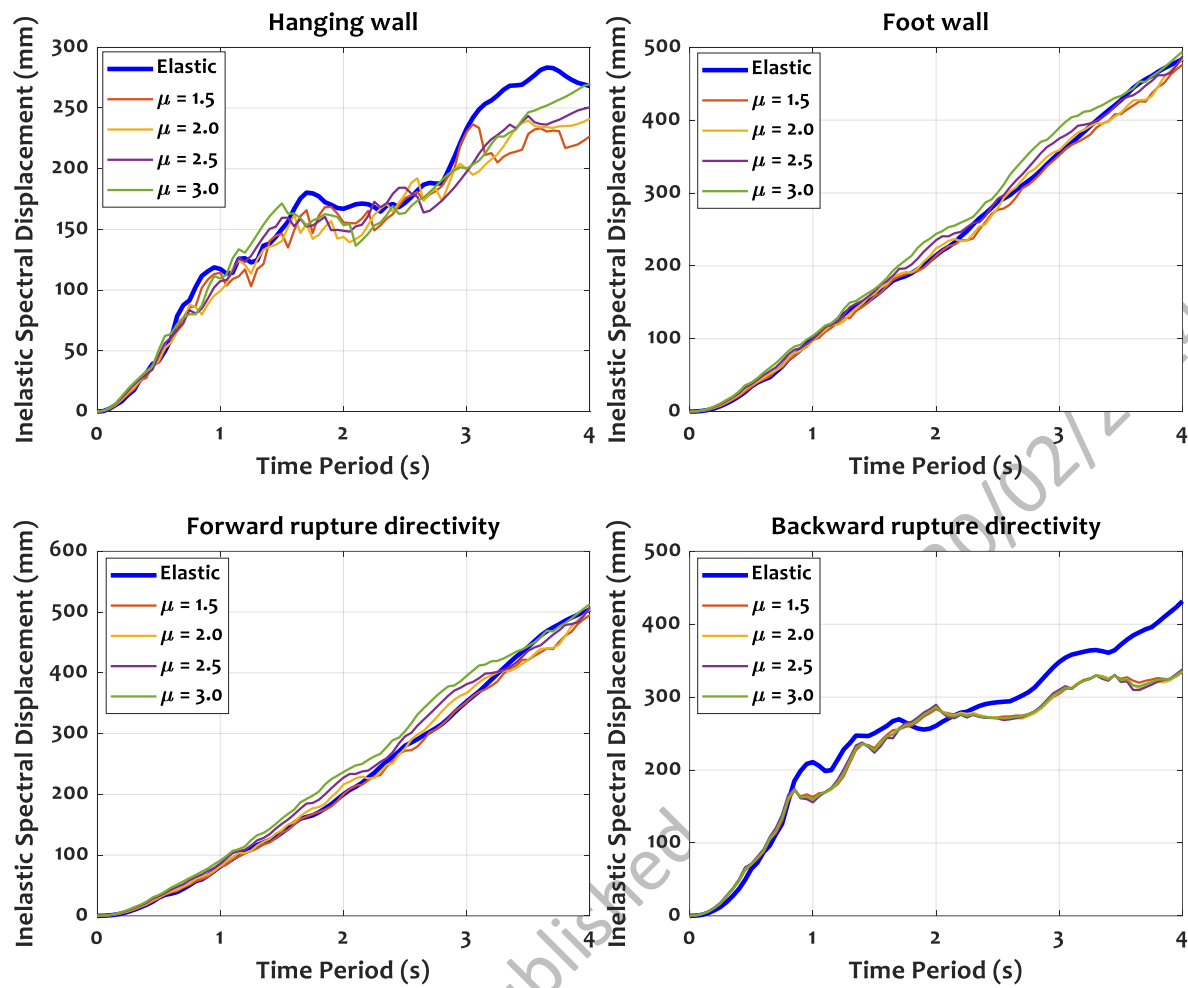 Hanging wall
Inelastic Spectral Displacement (mm)
300
250
200
150
100
50
0
Elastic
μ = 1.5
μ = 2.0
μ = 2.5
μ = 3.0
0 1 2 3 4
Time Period (s)
Foot wall
Inelastic Spectral Displacement (mm)
500
400
300
200
100
0
Elastic
μ = 1.5
μ = 2.0
μ = 2.5
μ = 3.0
0 1 2 3 4
Time Period (s)
Forward rupture directivity
Inelastic Spectral Displacement (mm)
600
500
400
300
200
100
0
Elastic
μ = 1.5
μ = 2.0
μ = 2.5
μ = 3.0
0 1 2 3 4
Time Period (s)
Backward rupture directivity
Inelastic Spectral Displacement (mm)
500
400
300
200
100
0
Elastic
μ = 1.5
μ = 2.0
μ = 2.5
μ = 3.0
0 1 2 3 4
Time Period (s)